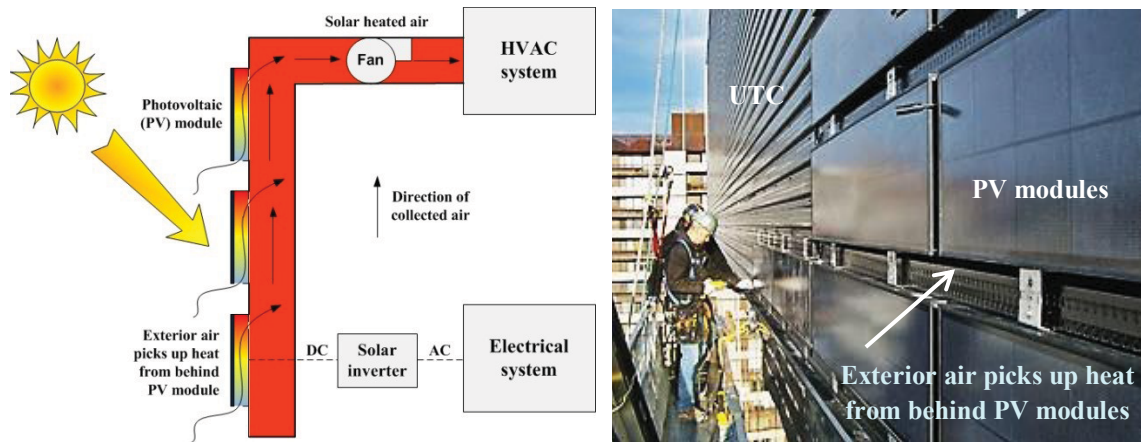 Solar heated air
Fan
HVAC
system
Photovoltaic
(PV) module
Direction of
collected air
Exterior air
picks up heat
from behind
PV module
DC
Solar
inverter
AC
Electrical
system
UTC
PV modules
Exterior air picks up heat
from behind PV modules